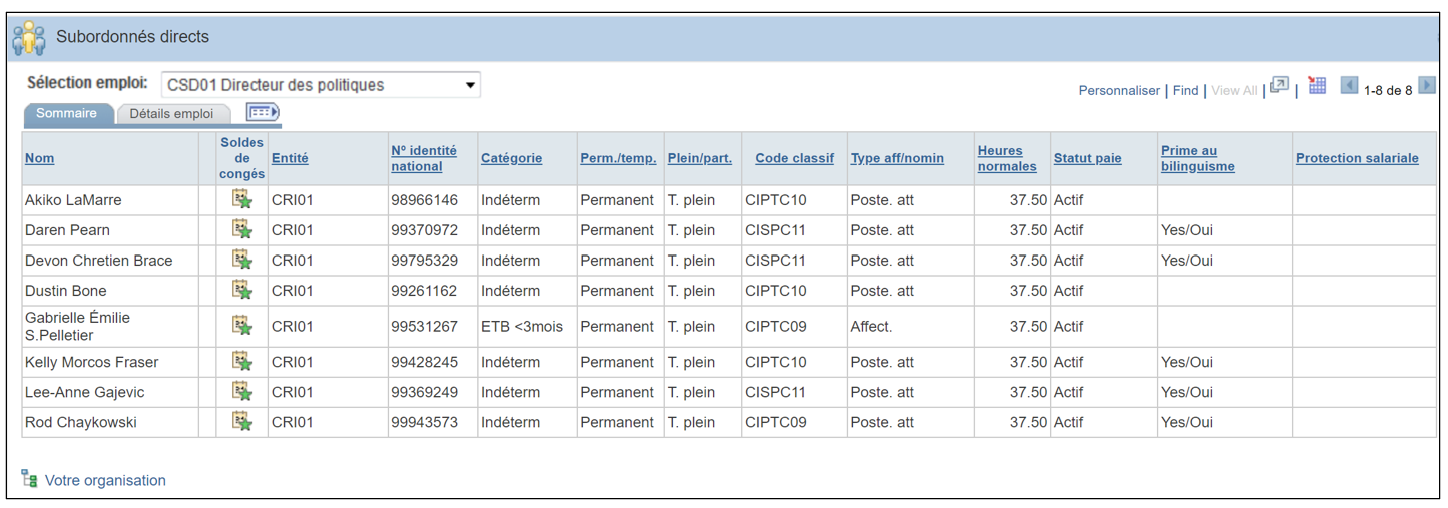 Subordonnés directs
Sélection emploi: CSD01 Directeur des politiques
Personnaliser | Find | View All | | 1-8 de 8
Sommaire Détails emploi
Nom Soldes de congés Entité Nº identité national Catégorie Perm./temp. Plein/part. Code classif Type aff/nomin Heures normales Statut paie Prime au bilinguisme Protection salariale
Akiko LaMarre CRI01 98966146 Indéterm Permanent T. plein CIPTC10 Poste. att 37.50 Actif
Daren Pearn CRI01 99370972 Indéterm Permanent T. plein CISPC11 Poste. att 37.50 Actif Yes/Oui
Devon Chretien Brace CRI01 99795329 Indéterm Permanent T. plein CISPC11 Poste. att 37.50 Actif Yes/Oui
Dustin Bone CRI01 99261162 Indéterm Permanent T. plein CIPTC10 Poste. att 37.50 Actif
Gabrielle Émilie S.Pelletier CRI01 99531267 ETB <3mois Permanent T. plein CIPTC09 Affect. 37.50 Actif
Kelly Morcos Fraser CRI01 99428245 Indéterm Permanent T. plein CIPTC10 Poste. att 37.50 Actif Yes/Oui
Lee-Anne Gajevic CRI01 99369249 Indéterm Permanent T. plein CISPC11 Poste. att 37.50 Actif Yes/Oui
Rod Chaykowski CRI01 99943573 Indéterm Permanent T. plein CIPTC09 Poste. att 37.50 Actif Yes/Oui
Votre organisation